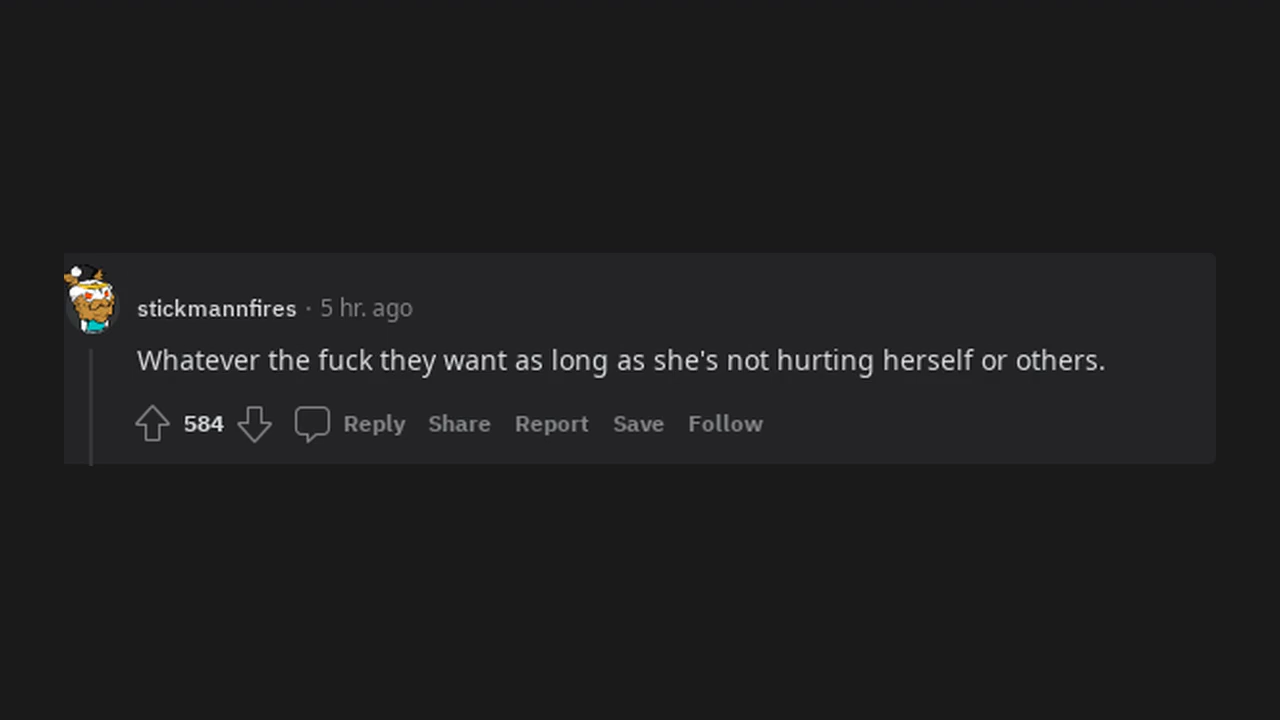 stickmannfires · 5 hr. ago
Whatever the fuck they want as long as she's not hurting herself or others.
584 Reply Share Report Save Follow